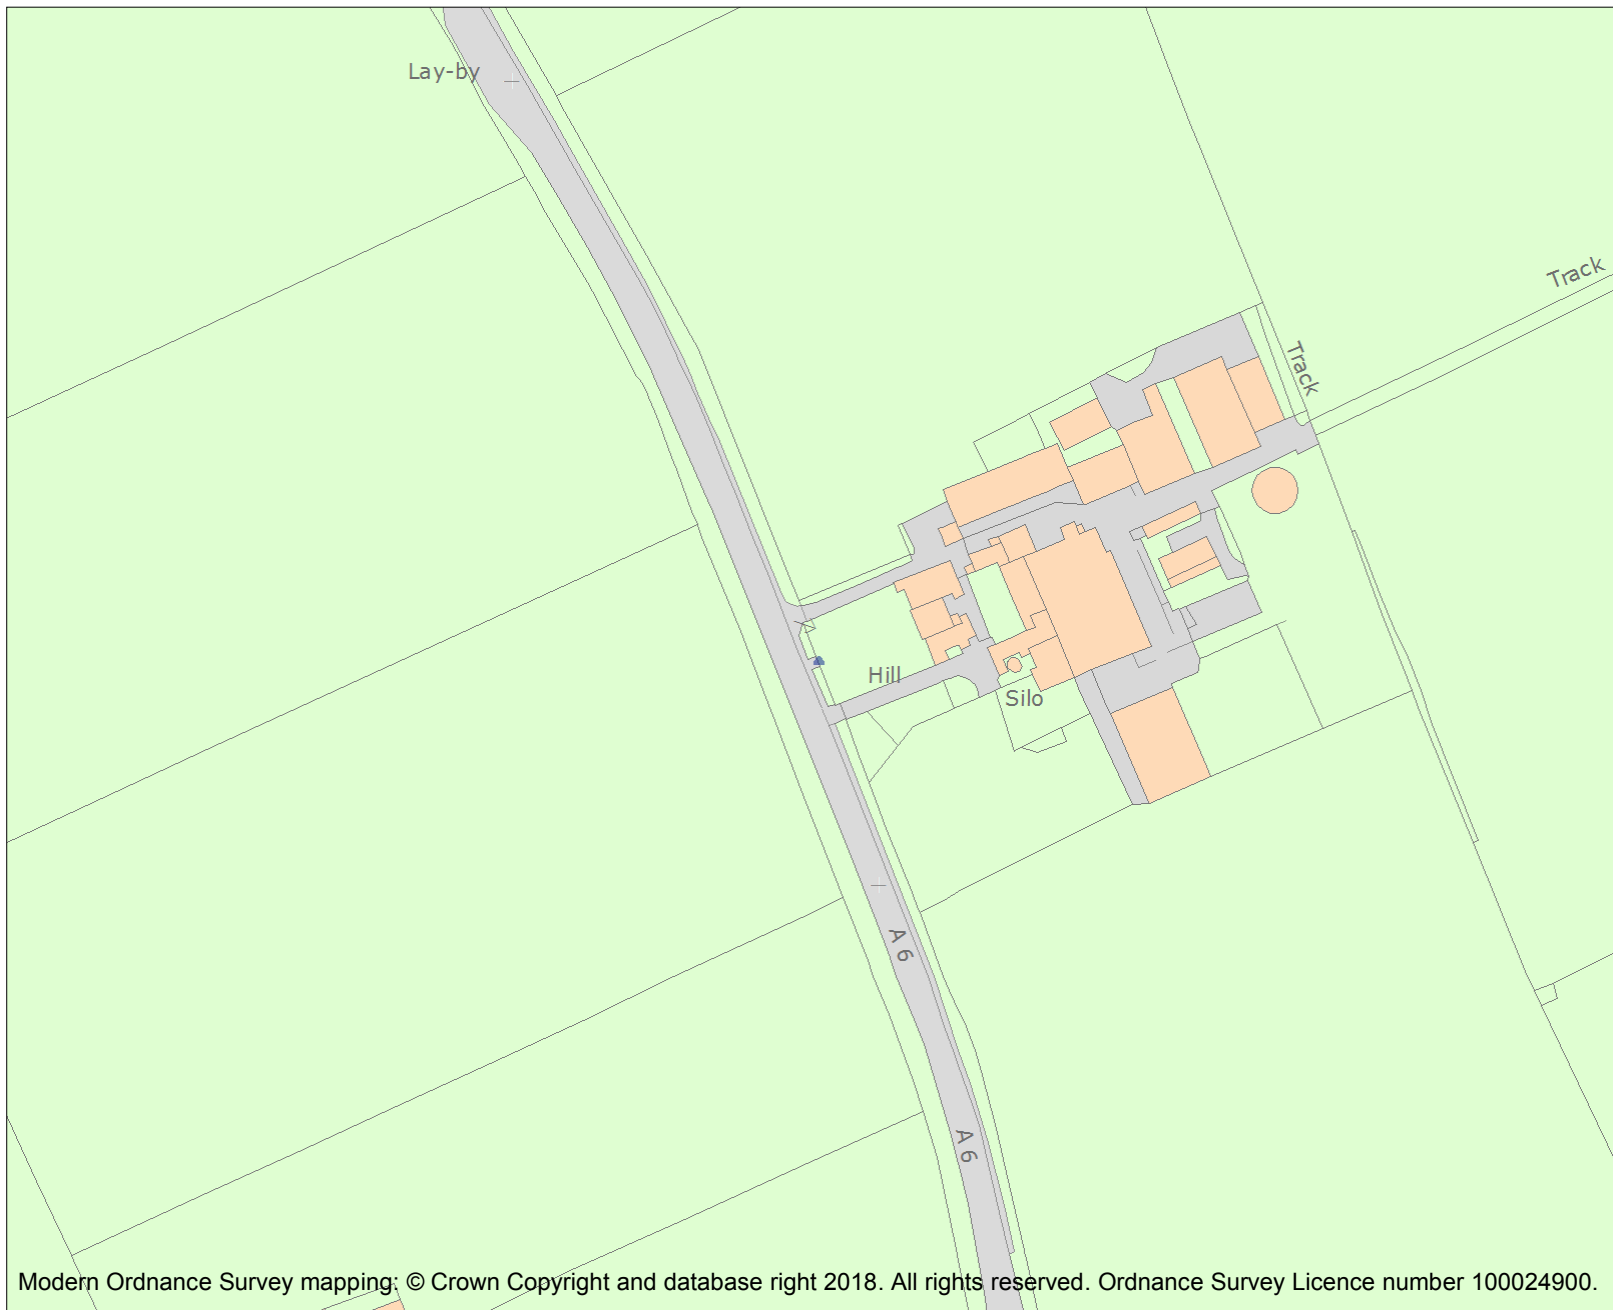 Lay-by
Track
Track
Hill
Silo
A 6
A 6
Modern Ordnance Survey mapping: © Crown Copyright and database right 2018. All rights reserved. Ordnance Survey Licence number 100024900.